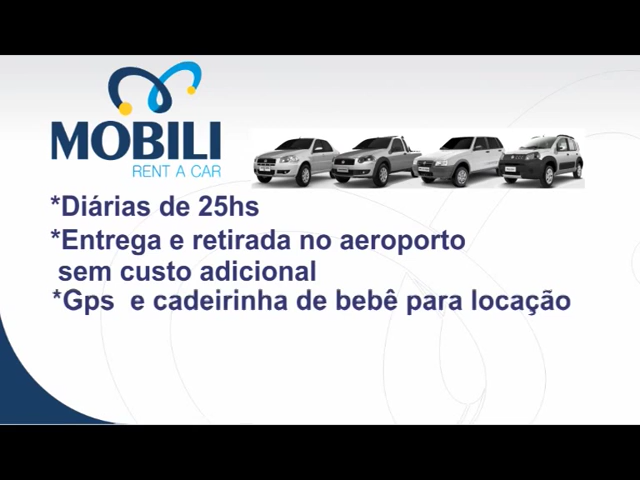 MOBILI
RENT A CAR
*Diárias de 25hs
*Entrega e retirada no aeroporto
sem custo adicional
*Gps e cadeirinha de bebê para locação